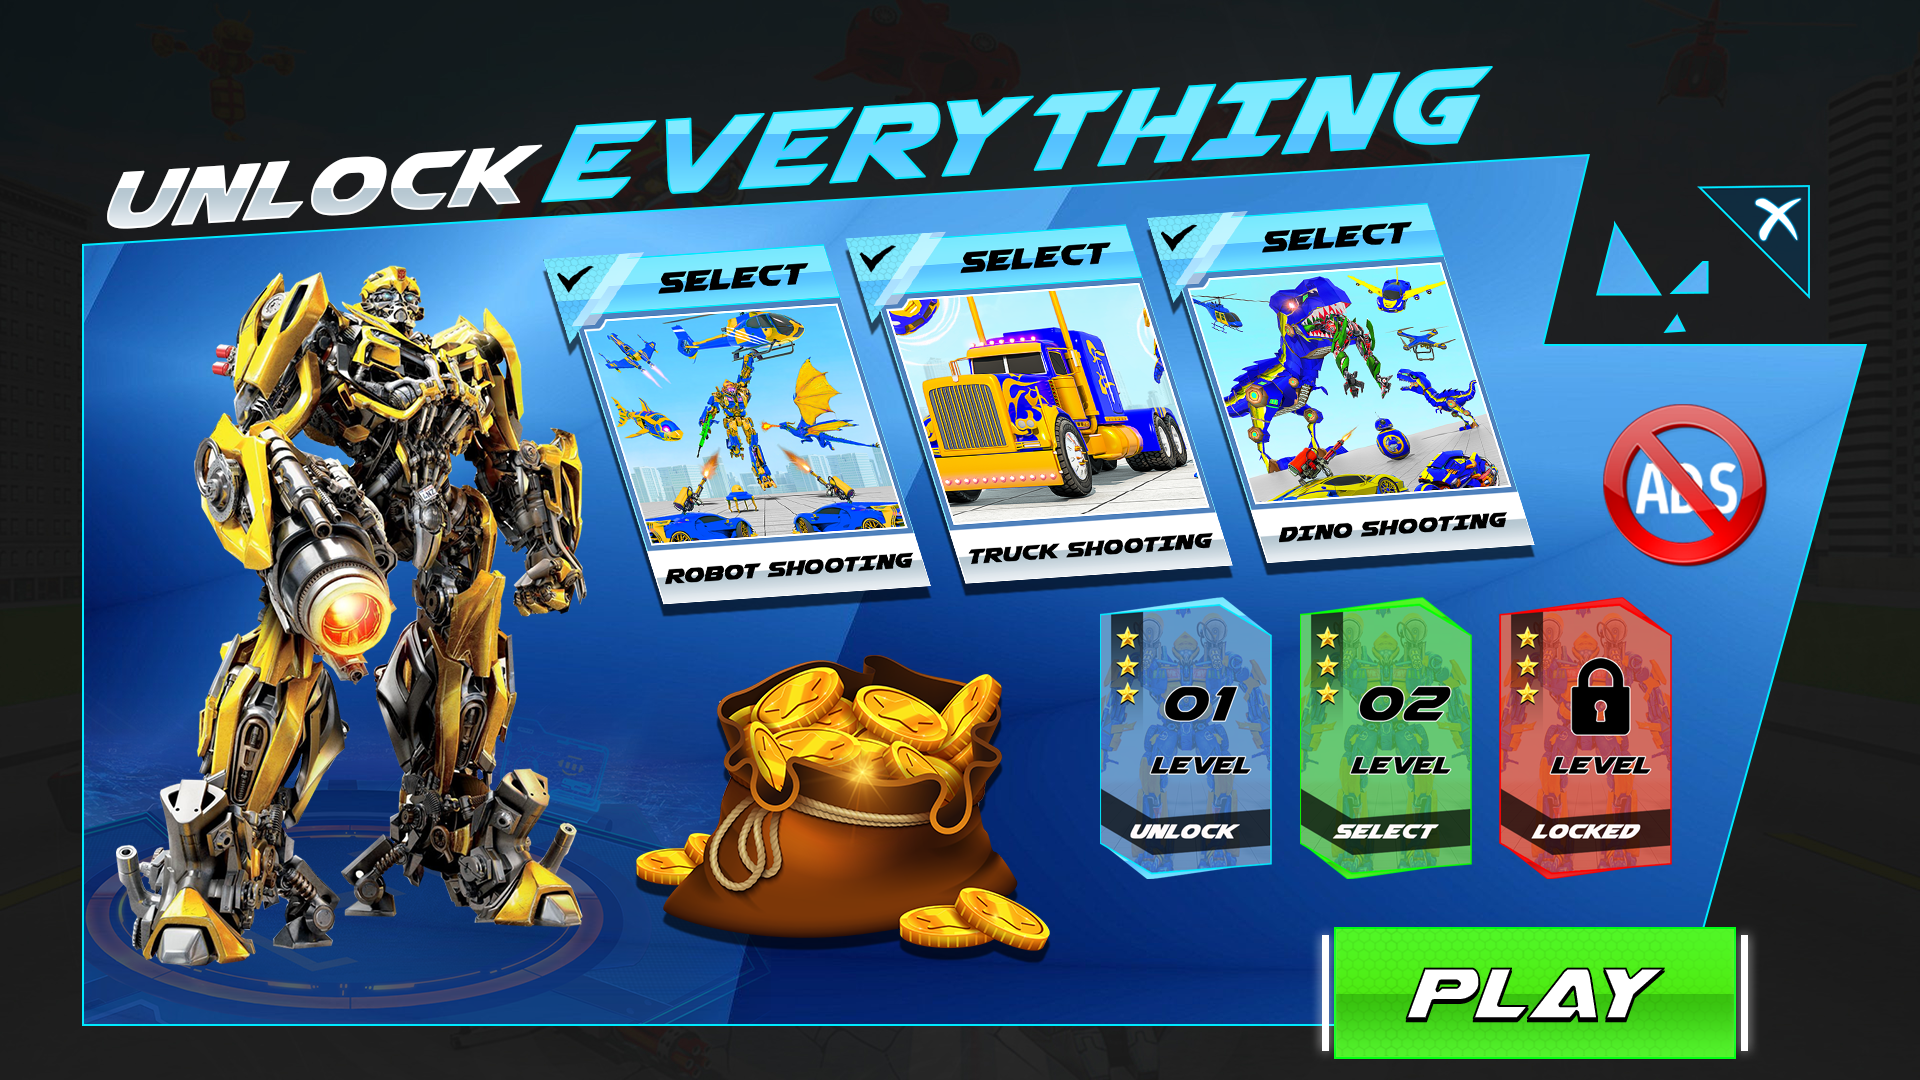 UNLOCK EVERYTHING
SELECT
SELECT
SELECT
ROBOT SHOOTING
TRUCK SHOOTING
DINO SHOOTING
ADS
01
LEVEL
UNLOCK
02
LEVEL
SELECT
LEVEL
LOCKED
PLAY